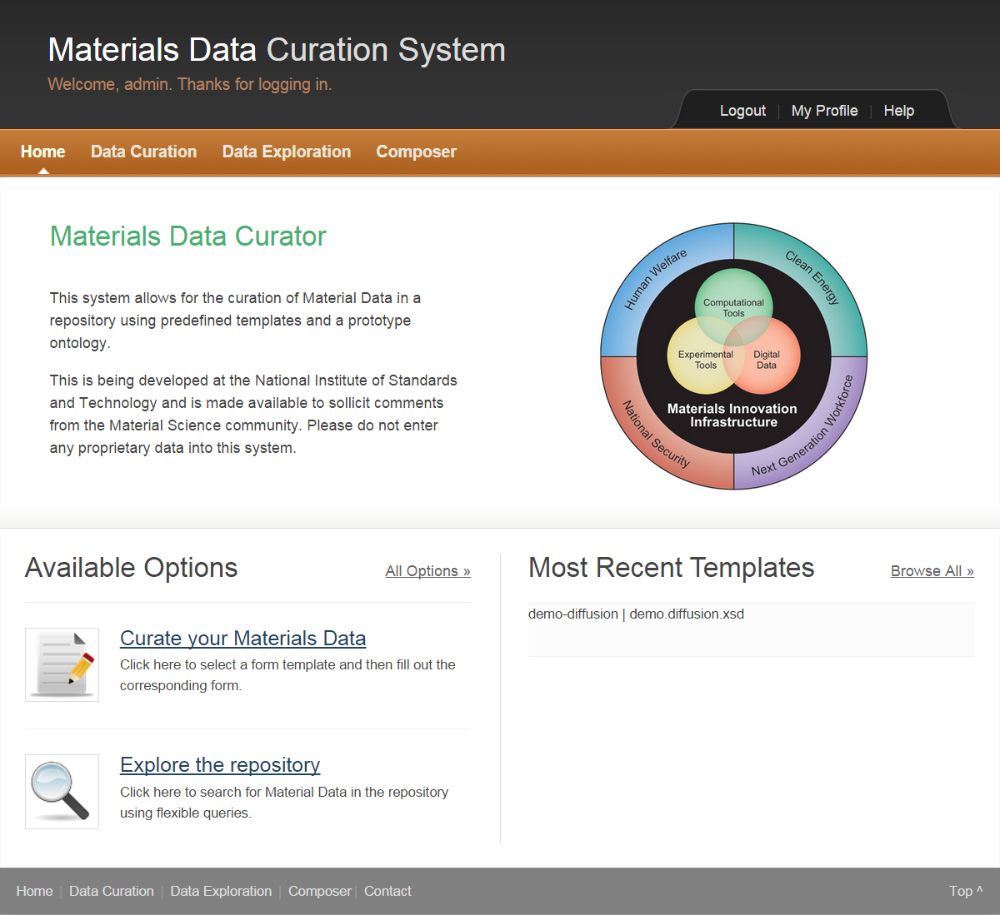 Materials Data Curation System
Welcome, admin. Thanks for logging in.
Logout | My Profile | Help
Home Data Curation Data Exploration Composer
Materials Data Curator
This system allows for the curation of Material Data in a
repository using predefined templates and a prototype
ontology.
This is being developed at the National Institute of Standards
and Technology and is made available to sollicit comments
from the Material Science community. Please do not enter
any proprietary data into this system.
Human Welfare
Clean Energy
Computational
Tools
Experimental
Tools
Digital
Data
Materials Innovation
Infrastructure
National Security
Next Generation Workforce
Available Options
All Options »
Curate your Materials Data
Click here to select a form template and then fill out the
corresponding form.
Explore the repository
Click here to search for Material Data in the repository
using flexible queries.
Most Recent Templates
Browse All »
demo-diffusion | demo.diffusion.xsd
Home | Data Curation | Data Exploration | Composer | Contact
Top ^